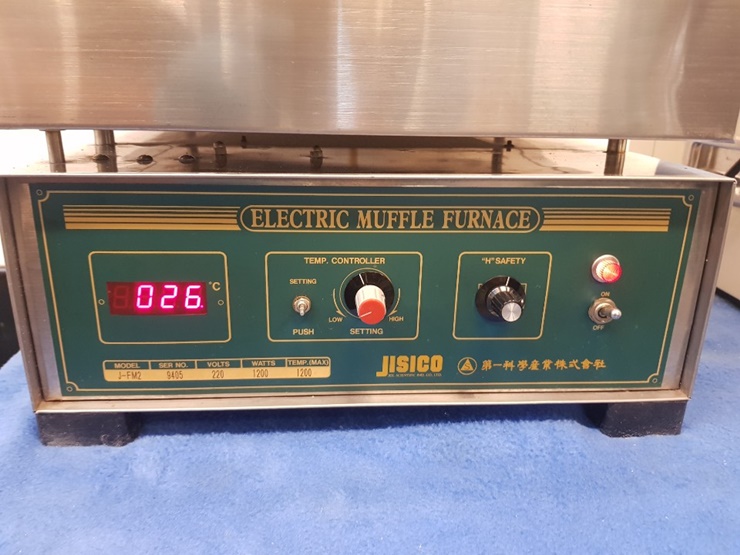 ELECTRIC MUFFLE FURNACE
026 °C
TEMP. CONTROLLER
SETTING
PUSH
LOW HIGH
SETTING
"H" SAFETY
ON
OFF
MODEL SER NO. VOLTS WATTS TEMP.(MAX)
J-FM2 9405 220 1200 1200
JISICO
第一科學産業株式會社